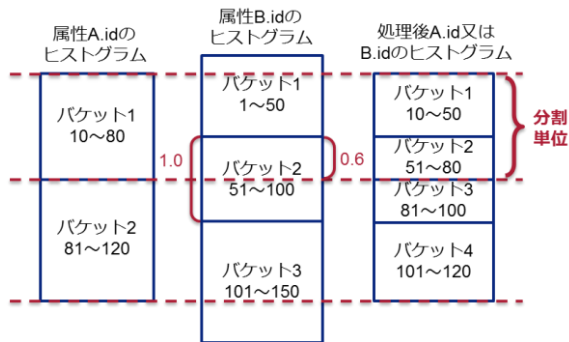 属性A.idの
ヒストグラム
バケット1
10～80
バケット2
81～120
属性B.idの
ヒストグラム
バケット1
1～50
1.0
バケット2
51～100
0.6
バケット3
101～150
処理後A.id又は
B.idのヒストグラム
バケット1
10～50
バケット2
51～80
バケット3
81～100
バケット4
101～120
分割
単位